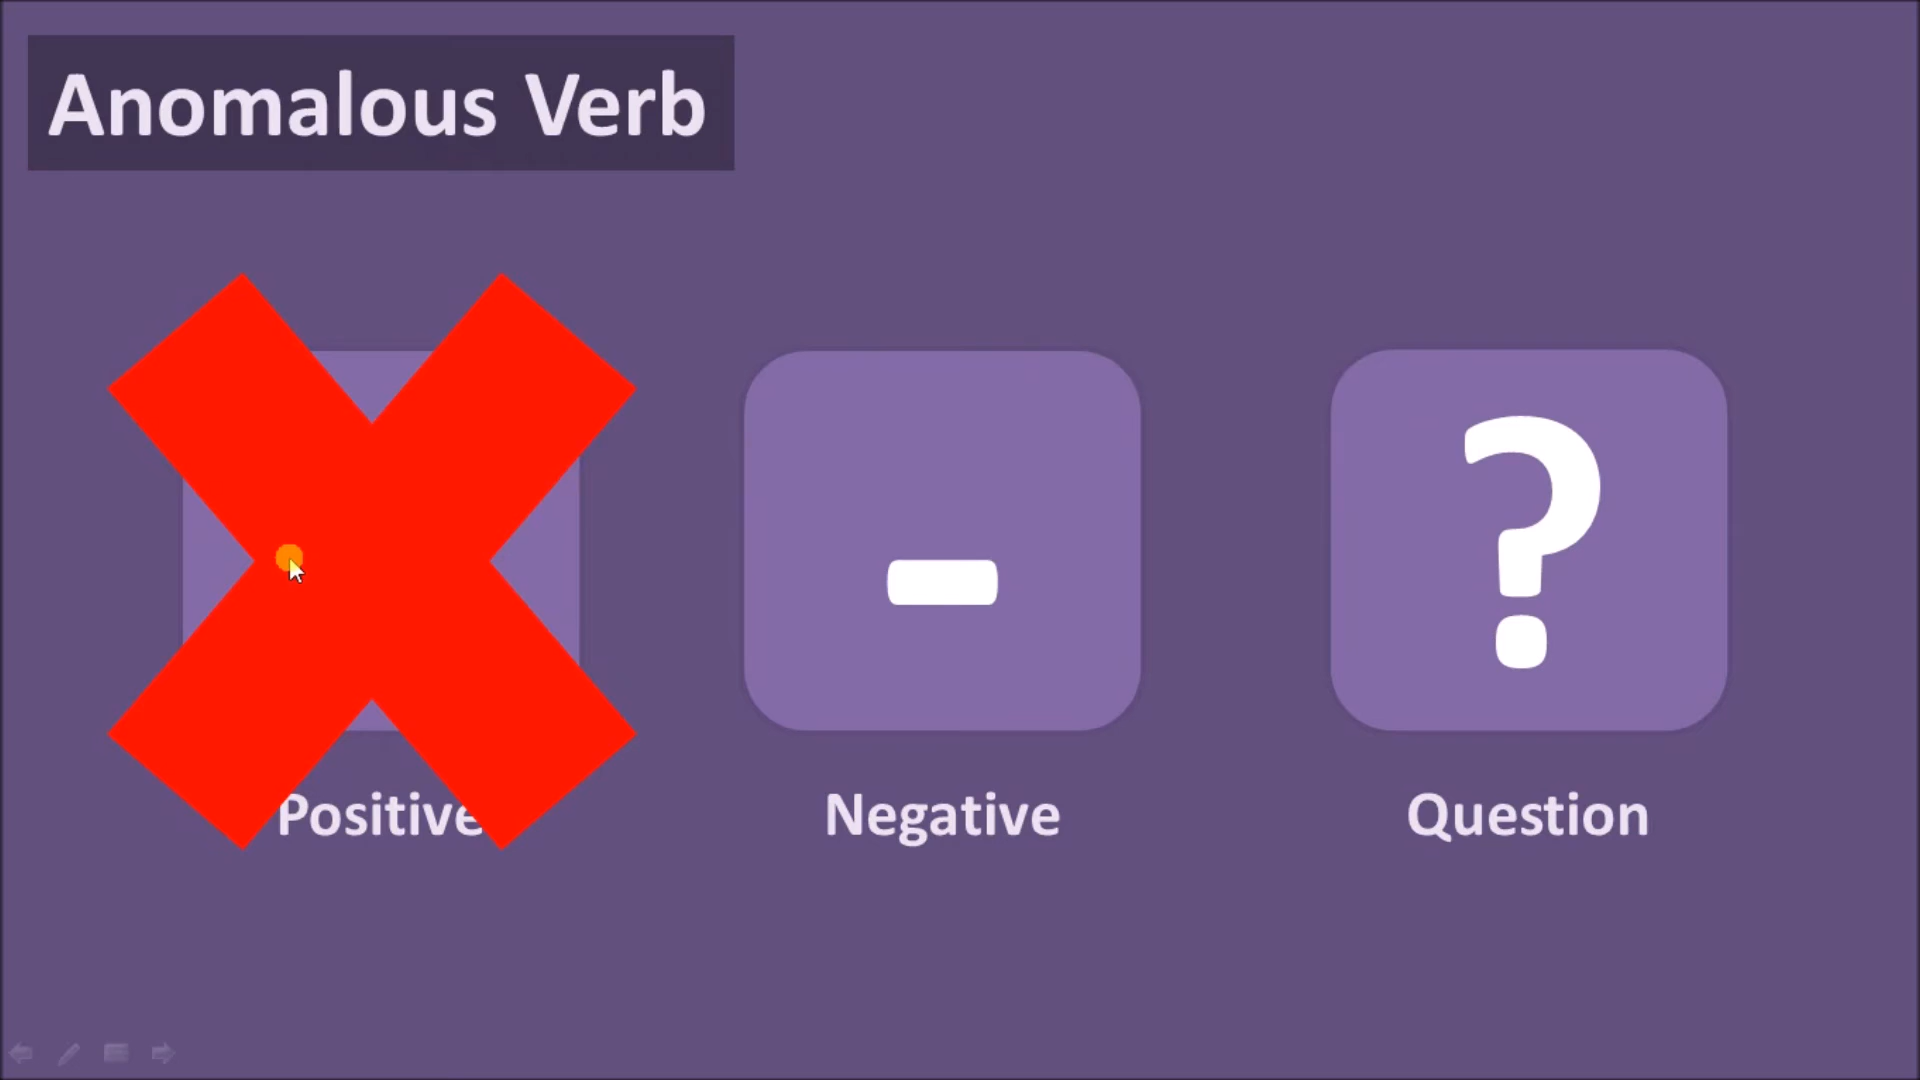 Anomalous Verb
-
?
Positive
Negative
Question